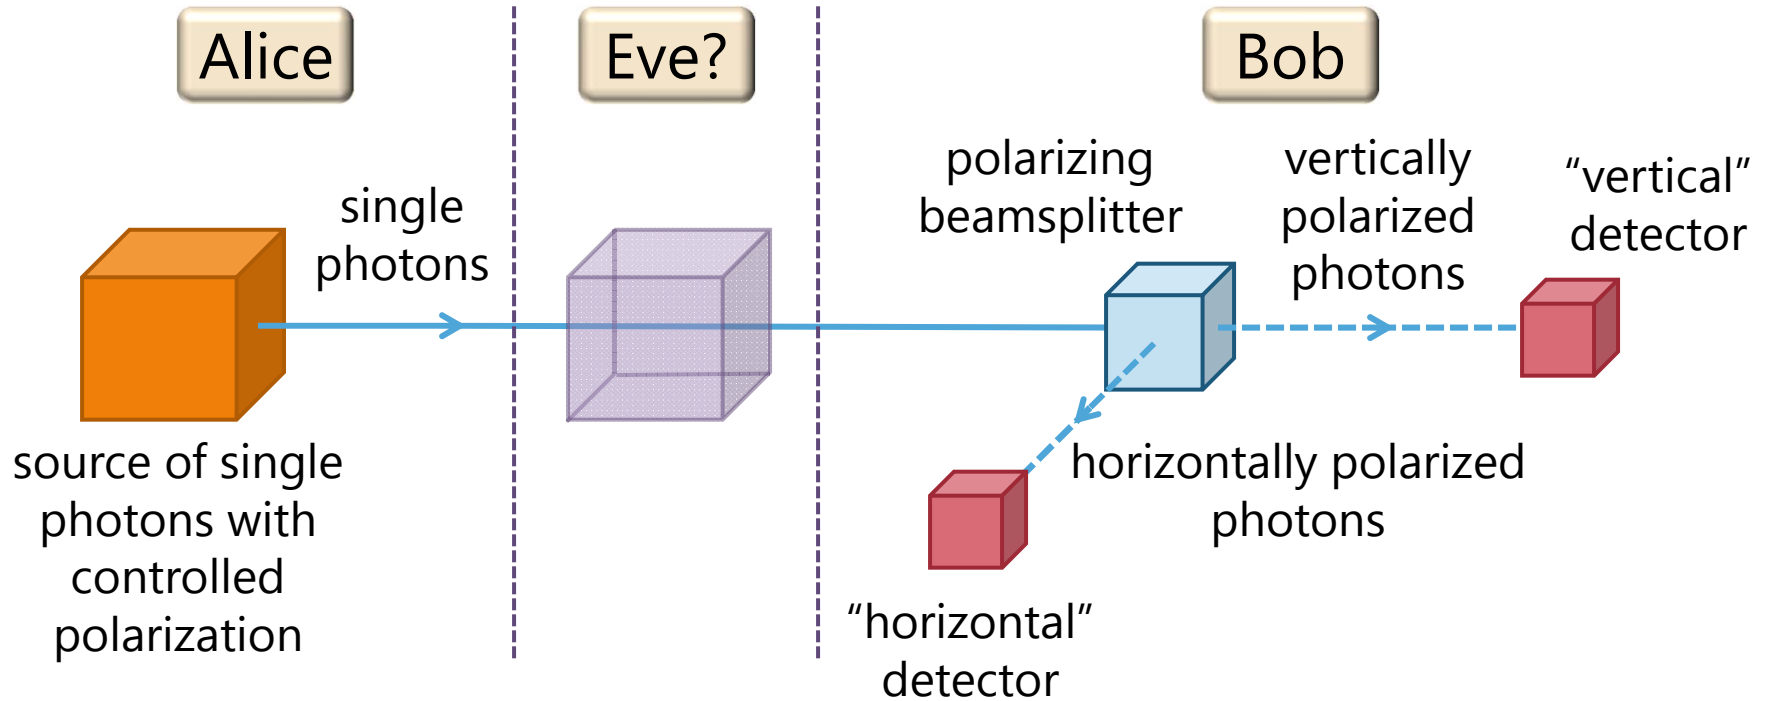 Alice
Eve?
Bob
single
photons
polarizing
beamsplitter
vertically
polarized
photons
“vertical”
detector
source of single
photons with
controlled
polarization
horizontally polarized
photons
“horizontal”
detector